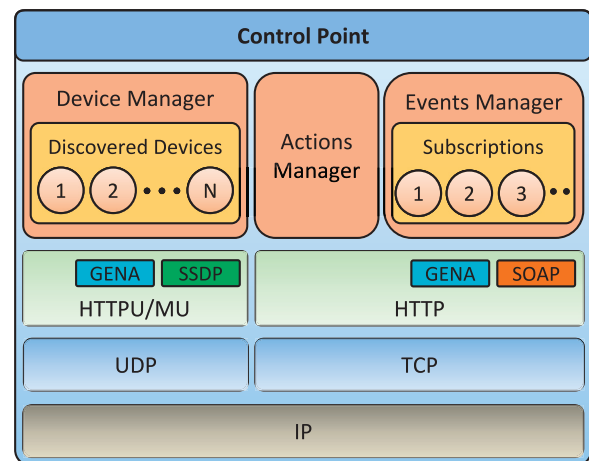 Control Point
Device Manager
Discovered Devices
1 2 ••• N
Actions
Manager
Events Manager
Subscriptions
1 2 3 ••
GENA SSDP
HTTPU/MU
GENA SOAP
HTTP
UDP
TCP
IP